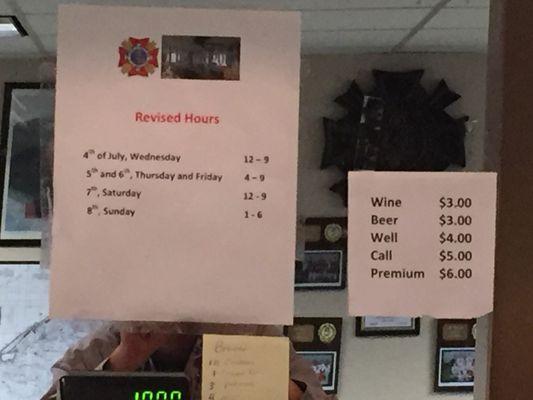 Revised Hours
4th of July, Wednesday 12 – 9
5th and 6th, Thursday and Friday 4 – 9
7th, Saturday 12 - 9
8th, Sunday 1 - 6
Wine $3.00
Beer $3.00
Well $4.00
Call $5.00
Premium $6.00